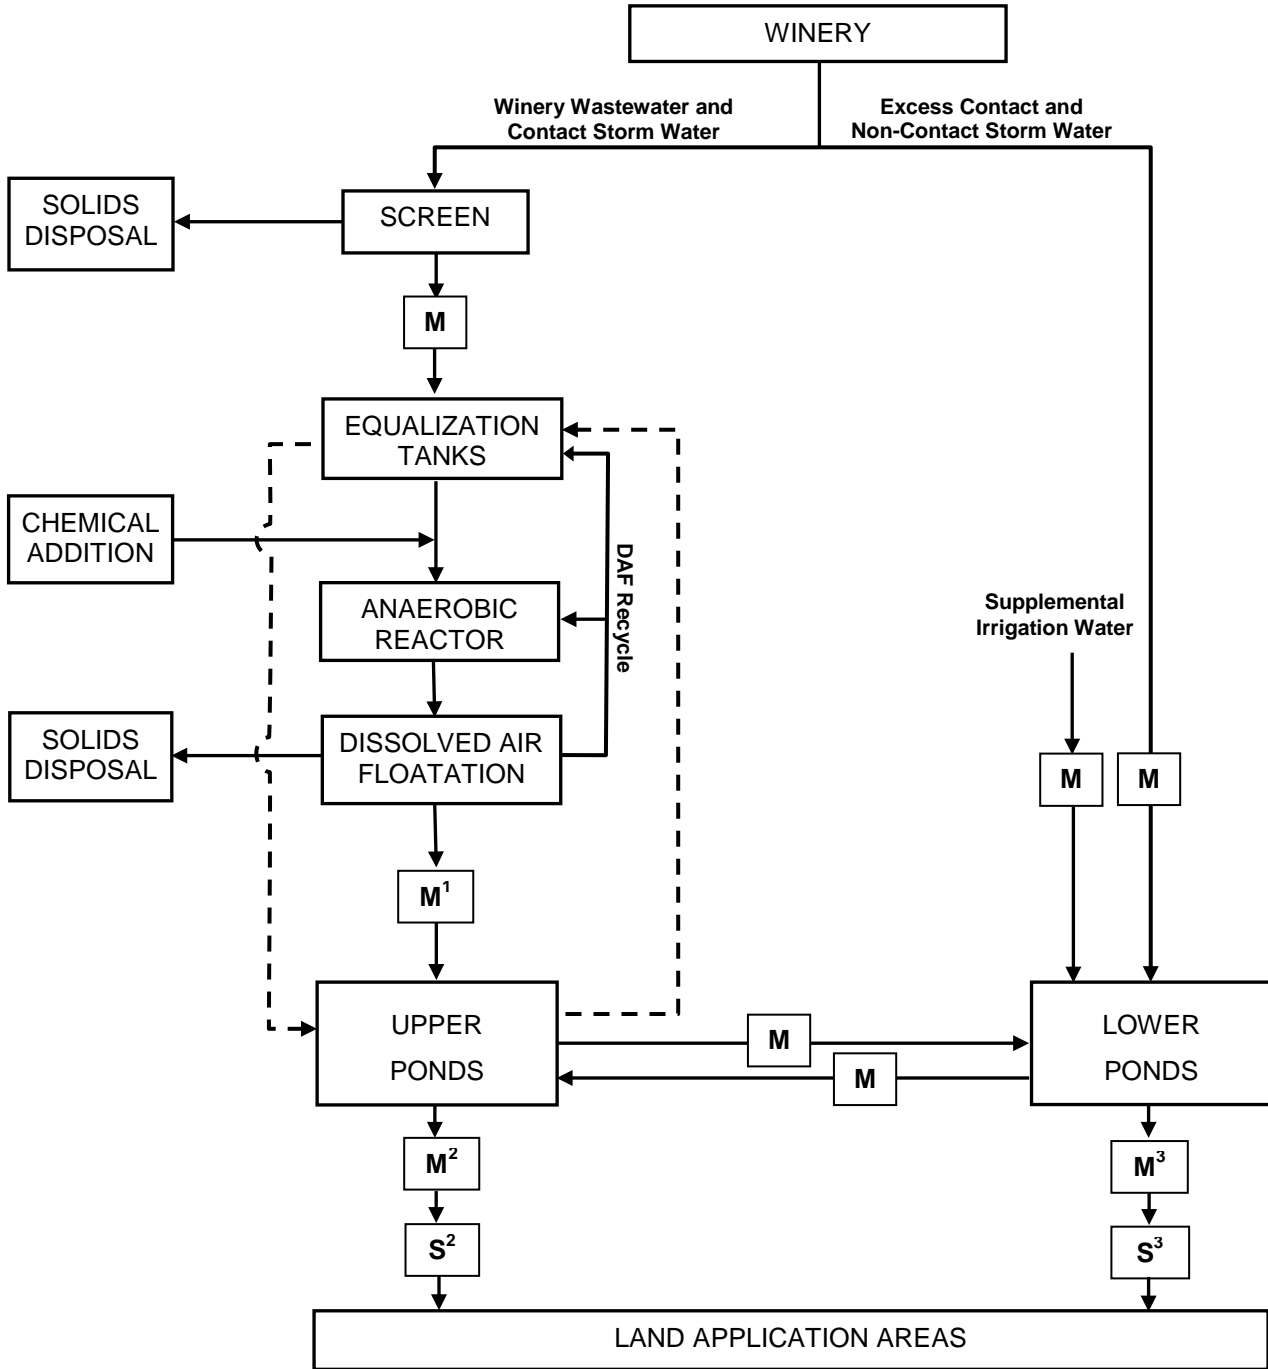 WINERY
Winery Wastewater and
Contact Storm Water
Excess Contact and
Non-Contact Storm Water
SOLIDS
DISPOSAL
SCREEN
M
EQUALIZATION
TANKS
CHEMICAL
ADDITION
ANAEROBIC
REACTOR
DAF Recycle
Supplemental
Irrigation Water
SOLIDS
DISPOSAL
DISSOLVED AIR
FLOATATION
M
M
M¹
UPPER
PONDS
M
M
LOWER
PONDS
M²
M³
S²
S³
LAND APPLICATION AREAS